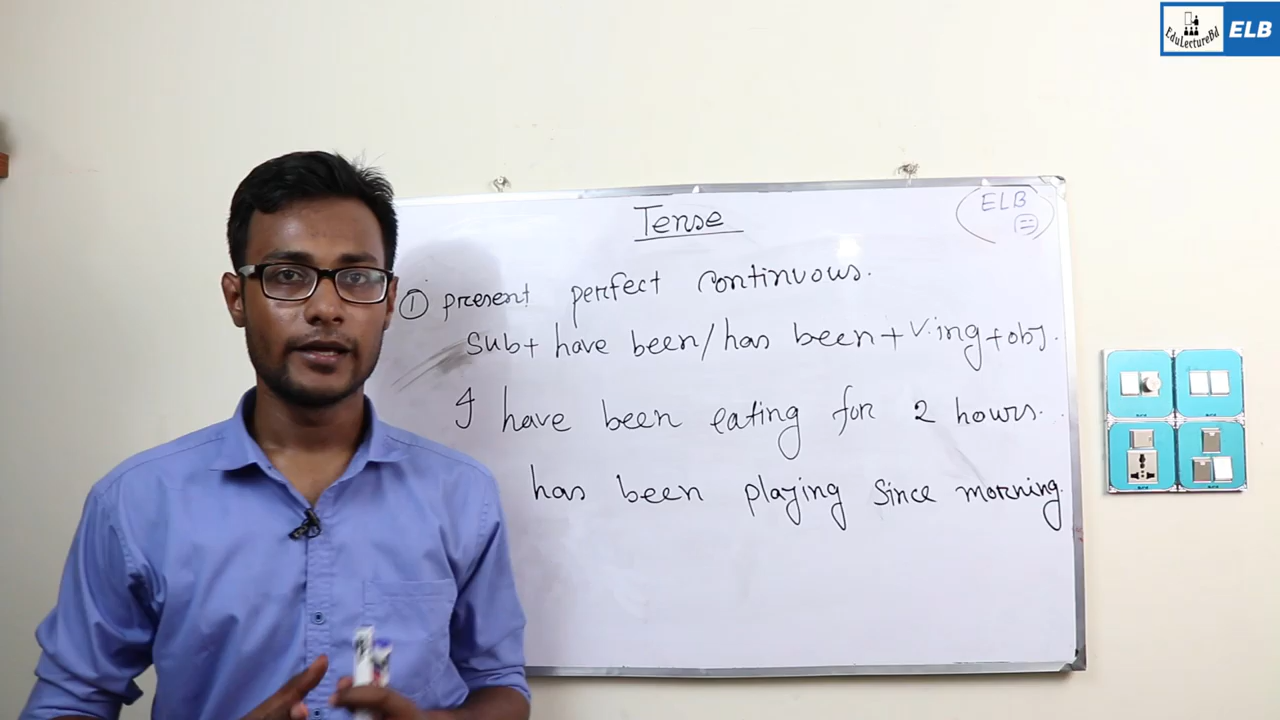 EduLectureBd ELB
ELB
Tense
① present perfect continuous.
Sub + have been/has been + V.ing + obj.
I have been eating for 2 hours.
has been playing since morning.